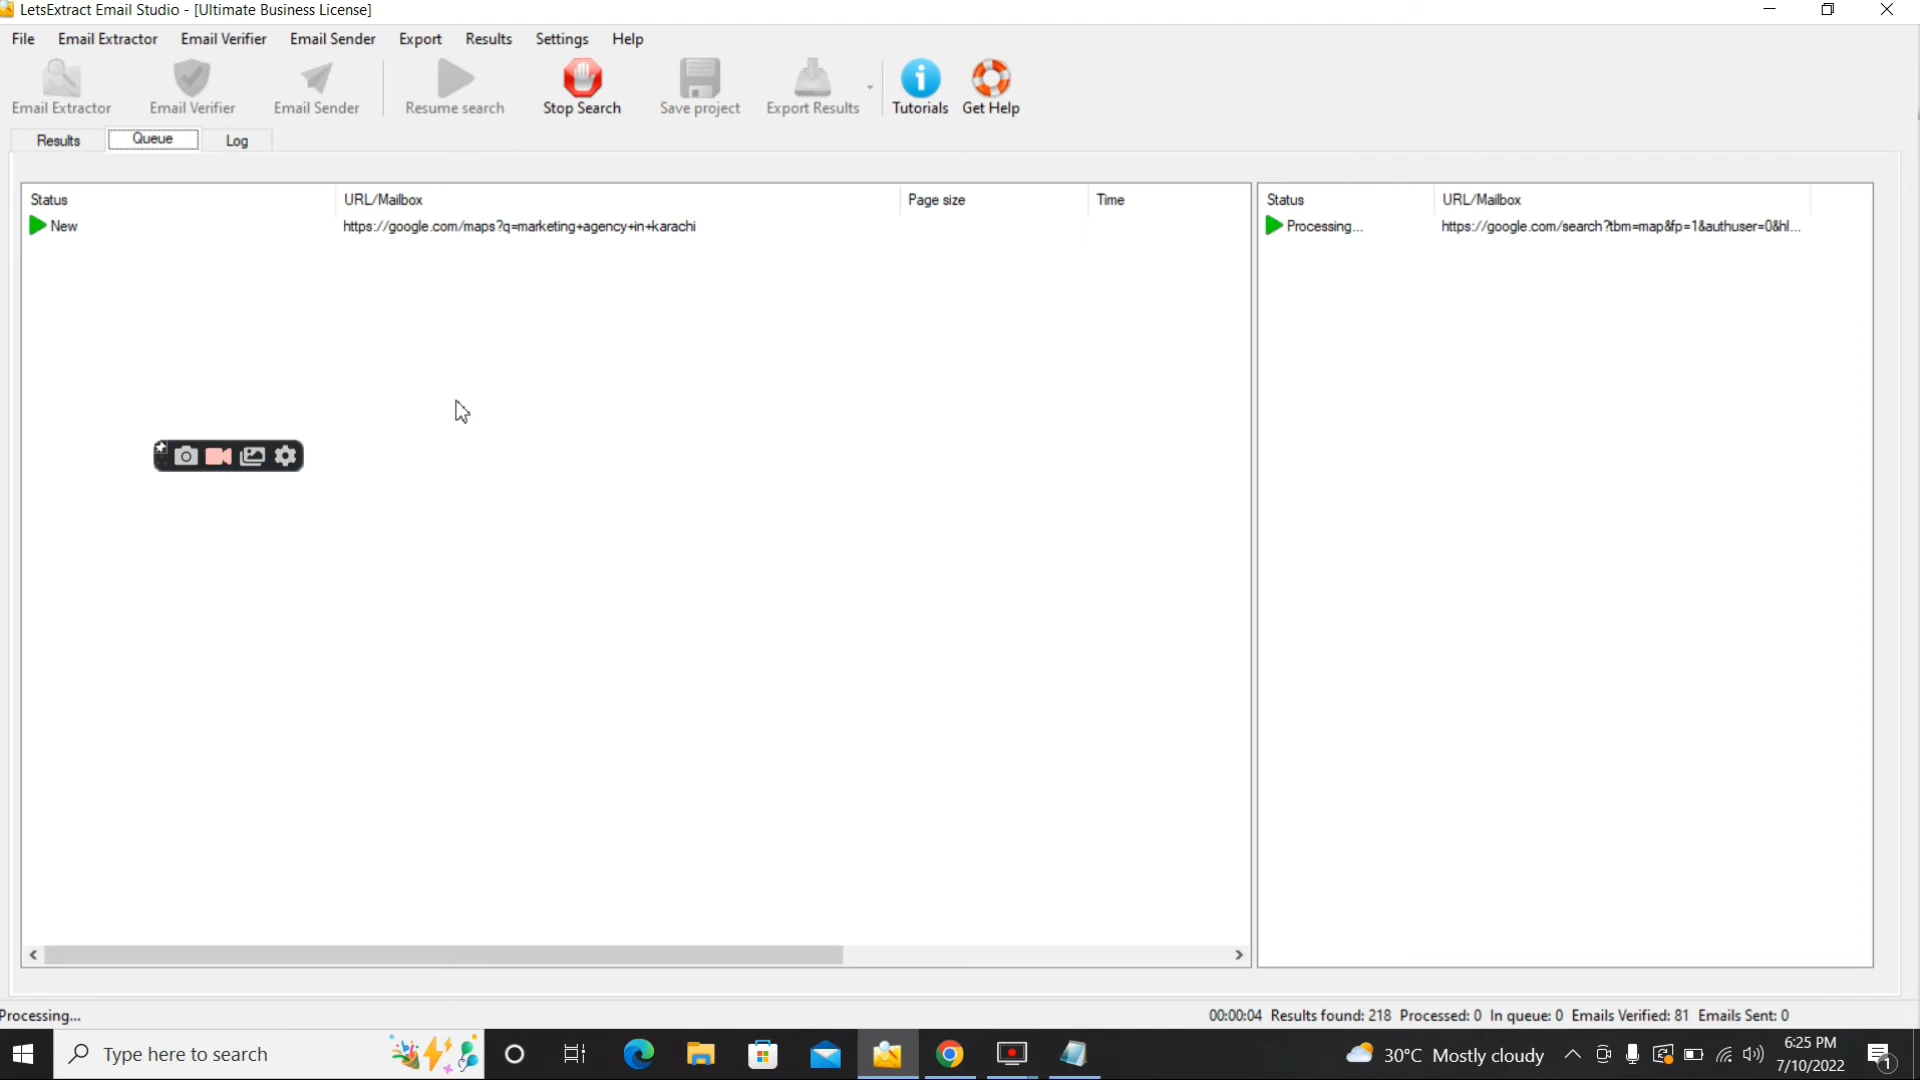 LetsExtract Email Studio - [Ultimate Business License]
File Email Extractor Email Verifier Email Sender Export Results Settings Help
Email Extractor Email Verifier Email Sender Resume search Stop Search Save project Export Results Tutorials Get Help
Results Queue Log
Status URL/Mailbox Page size Time Status URL/Mailbox
New https://google.com/maps?q=marketing+agency+in+karachi Processing... https://google.com/search?tbm=map&fp=1&authuser=0&hl...
Processing... 00:00:04 Results found: 218 Processed: 0 In queue: 0 Emails Verified: 81 Emails Sent: 0
Type here to search 30°C Mostly cloudy 6:25 PM
7/10/2022 1